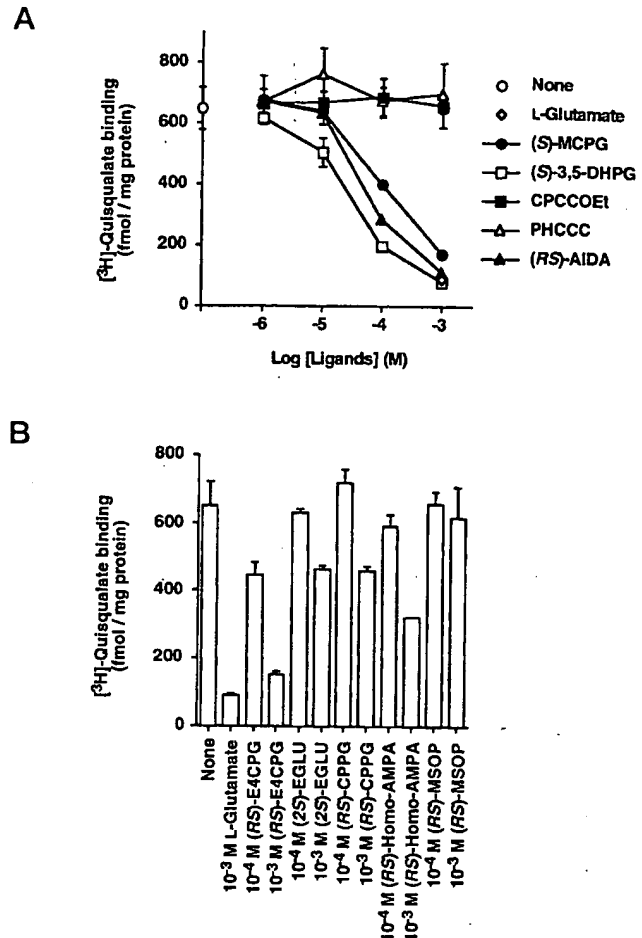 A
[³H]-Quisqualate binding
(fmol / mg protein)
800
600
400
200
0
-6
-5
-4
-3
Log [Ligands] (M)
None
L-Glutamate
(S)-MCPG
(S)-3,5-DHPG
CPCCOEt
PHCCC
(RS)-AIDA
B
[³H]-Quisqualate binding
(fmol / mg protein)
800
600
400
200
0
None
10⁻³ M L-Glutamate
10⁻⁴ M (RS)-E4CPG
10⁻³ M (RS)-E4CPG
10⁻⁴ M (2S)-EGLU
10⁻³ M (2S)-EGLU
10⁻⁴ M (RS)-CPPG
10⁻³ M (RS)-CPPG
10⁻⁴ M (RS)-Homo-AMPA
10⁻³ M (RS)-Homo-AMPA
10⁻⁴ M (RS)-MSOP
10⁻³ M (RS)-MSOP